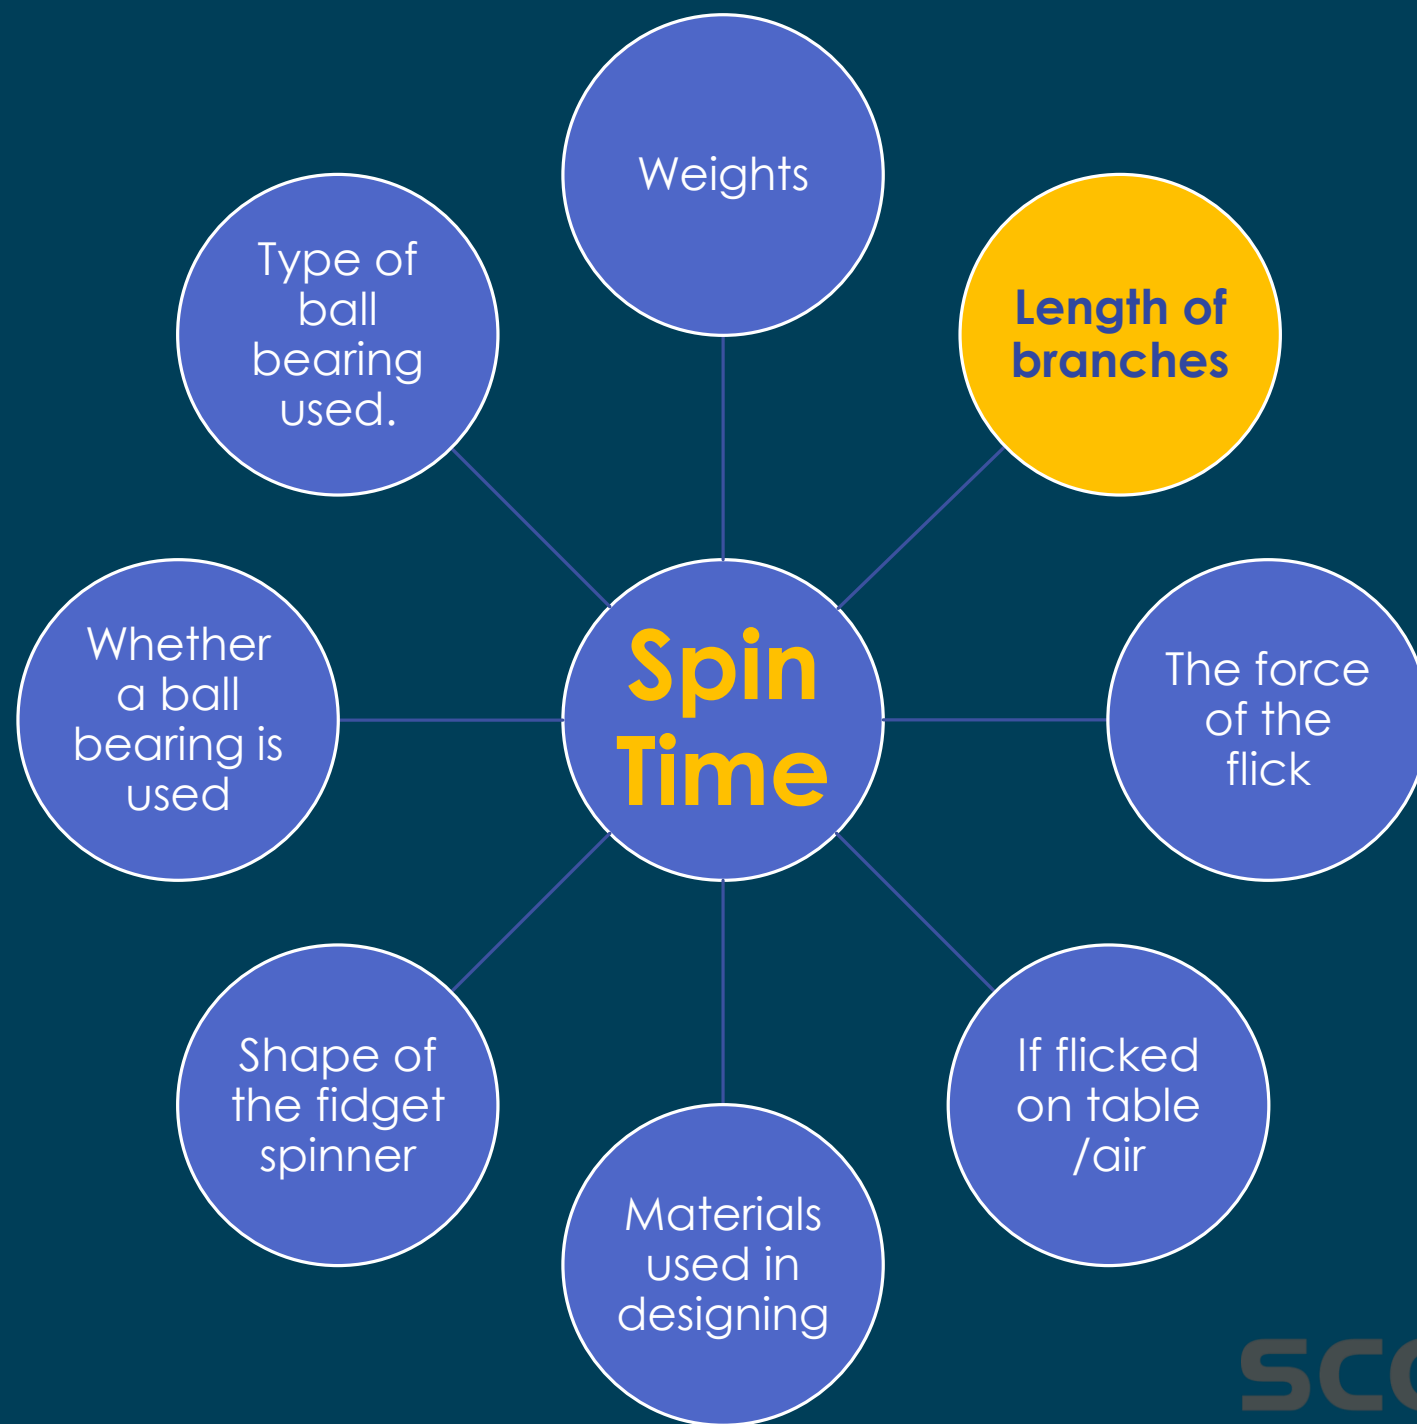 Weights
Length of
branches
The force
of the
flick
If flicked
on table
/air
Materials
used in
designing
Shape of
the fidget
spinner
Whether
a ball
bearing is
used
Type of
ball
bearing
used.
Spin
Time